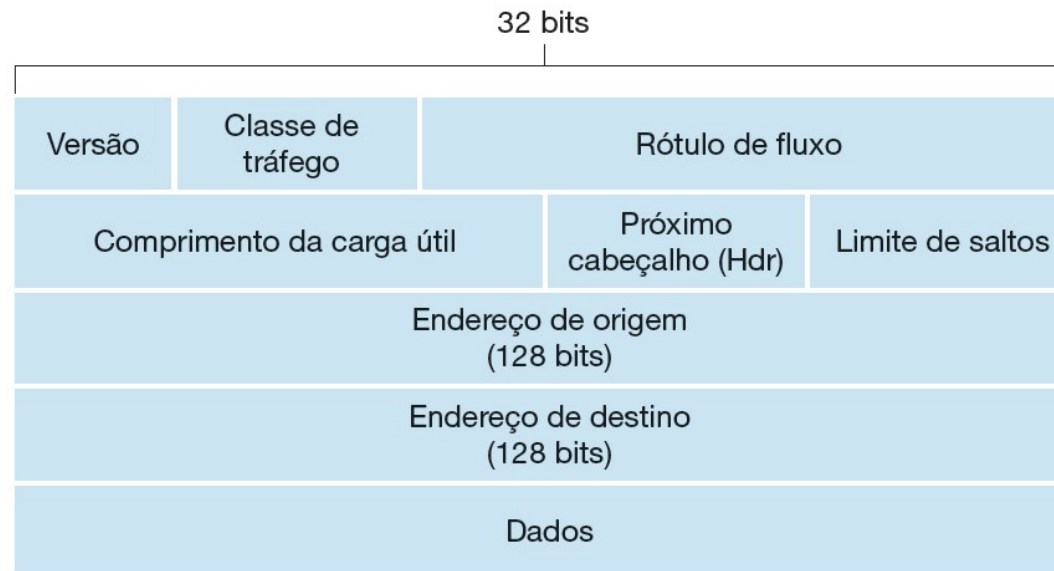 32 bits
Versão
Classe de
tráfego
Rótulo de fluxo
Comprimento da carga útil
Próximo
cabeçalho (Hdr)
Limite de saltos
Endereço de origem
(128 bits)
Endereço de destino
(128 bits)
Dados